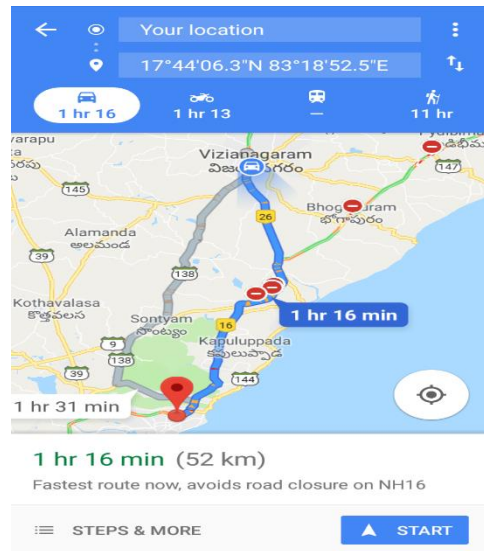 Your location
17°44'06.3"N 83°18'52.5"E
1 hr 16
1 hr 13
—
11 hr
147
Vizianagaram
145
26
భోగాపురం
Alamanda
అలమండ
39
138
Kothavalasa
కొత్తవలస
1 hr 16 min
Sontyam
సొంట్యం
16
9
Kapuluppada
కాపులుప్పాడ
138
39
144
1 hr 31 min
1 hr 16 min (52 km)
Fastest route now, avoids road closure on NH16
STEPS & MORE
START